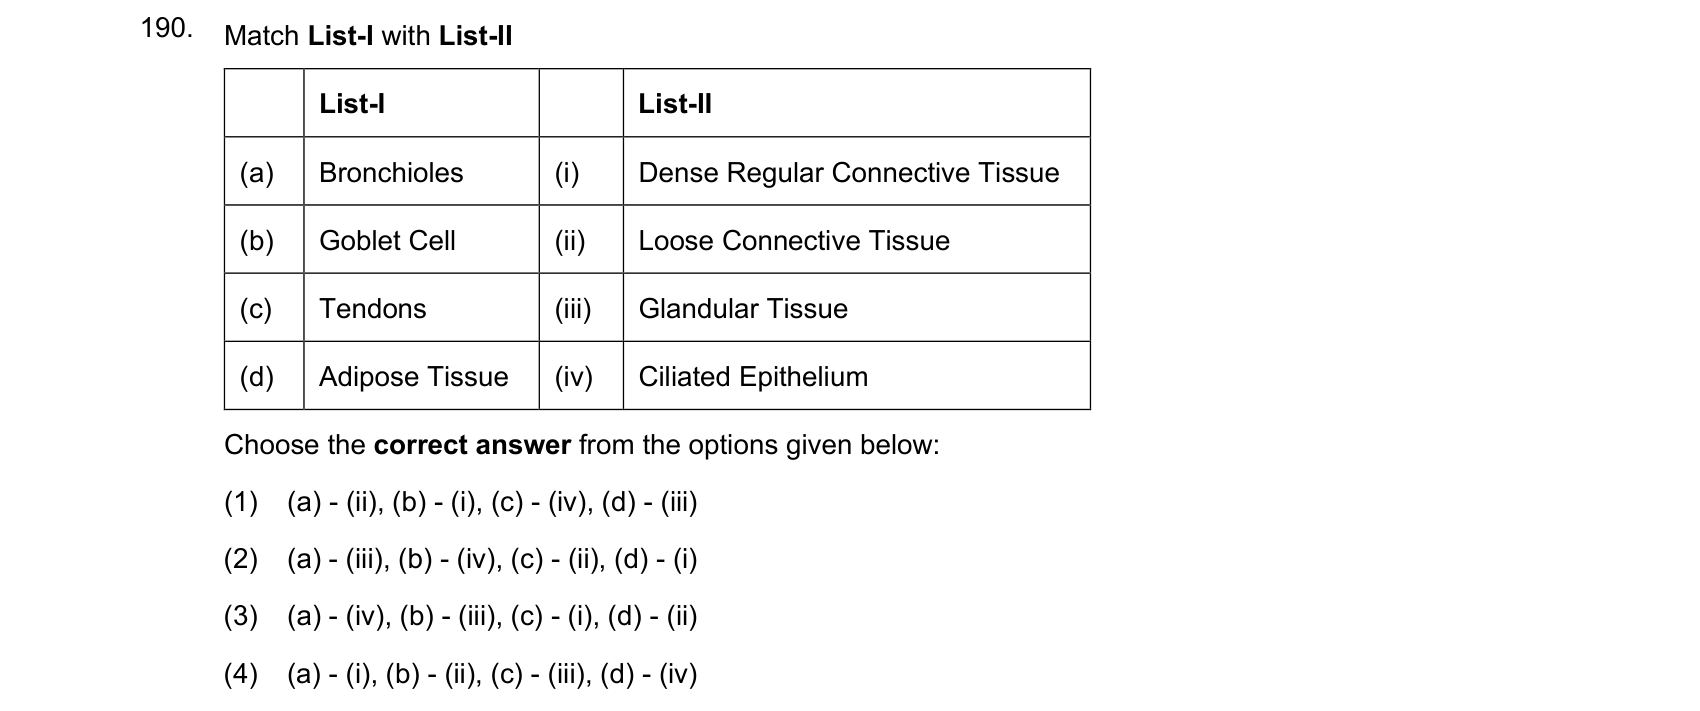 190. Match List-I with List-II
List-I List-II
(a) Bronchioles (i) Dense Regular Connective Tissue
(b) Goblet Cell (ii) Loose Connective Tissue
(c) Tendons (iii) Glandular Tissue
(d) Adipose Tissue (iv) Ciliated Epithelium
Choose the correct answer from the options given below:
(1) (a) - (ii), (b) - (i), (c) - (iv), (d) - (iii)
(2) (a) - (iii), (b) - (iv), (c) - (ii), (d) - (i)
(3) (a) - (iv), (b) - (iii), (c) - (i), (d) - (ii)
(4) (a) - (i), (b) - (ii), (c) - (iii), (d) - (iv)